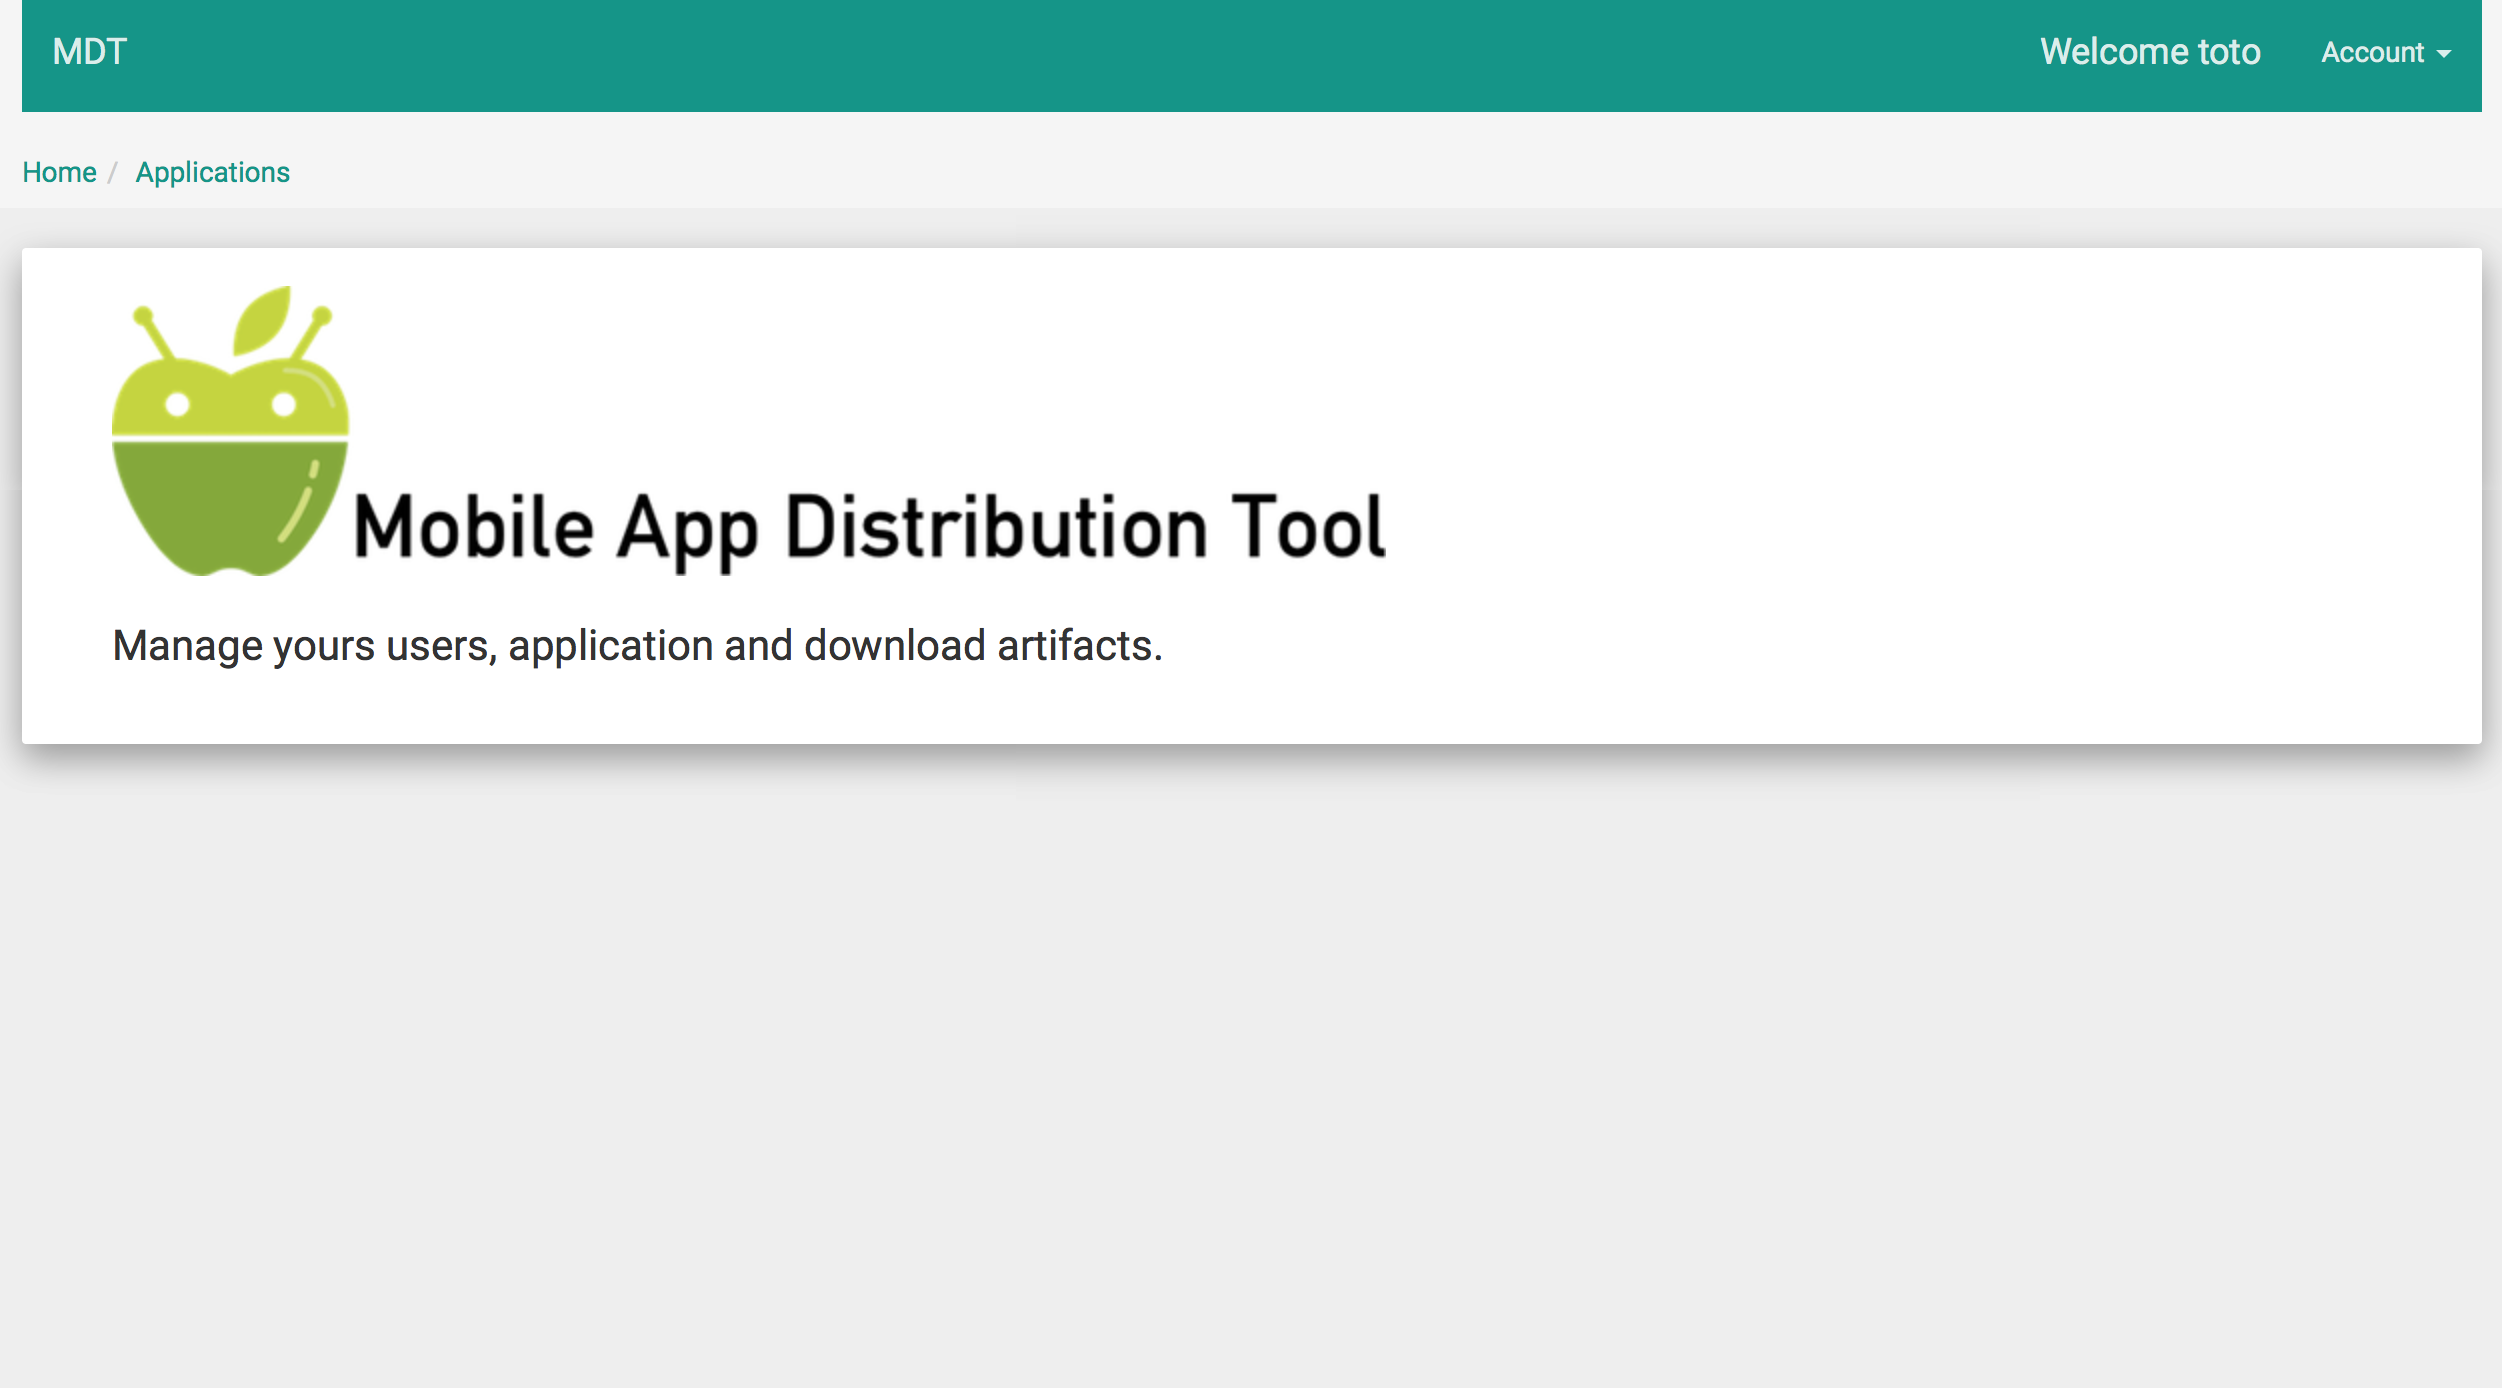 MDT
Welcome toto
Account
Home / Applications
Mobile App Distribution Tool
Manage yours users, application and download artifacts.